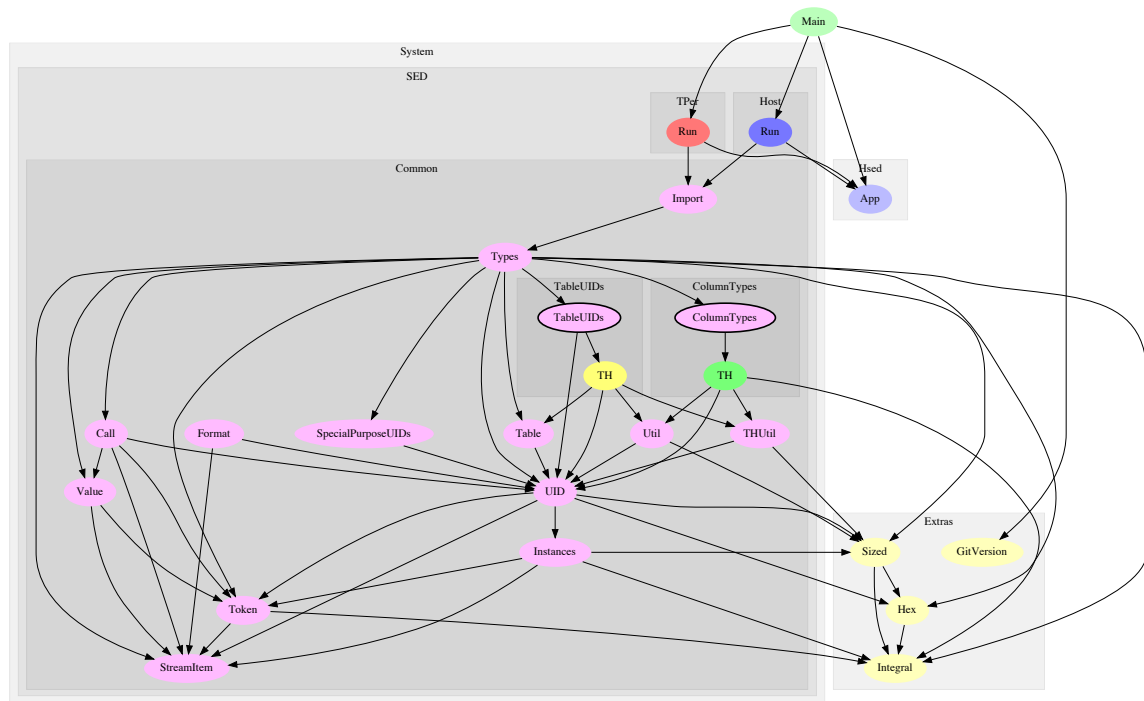 Main
System
SED
TPer
Host
Run
Run
Common
Hsed
Import
App
Types
TableUIDs
ColumnTypes
TableUIDs
ColumnTypes
TH
TH
Call
Format
SpecialPurposeUIDs
Table
Util
THUtil
Value
UID
Extras
Instances
Sized
GitVersion
Token
Hex
StreamItem
Integral